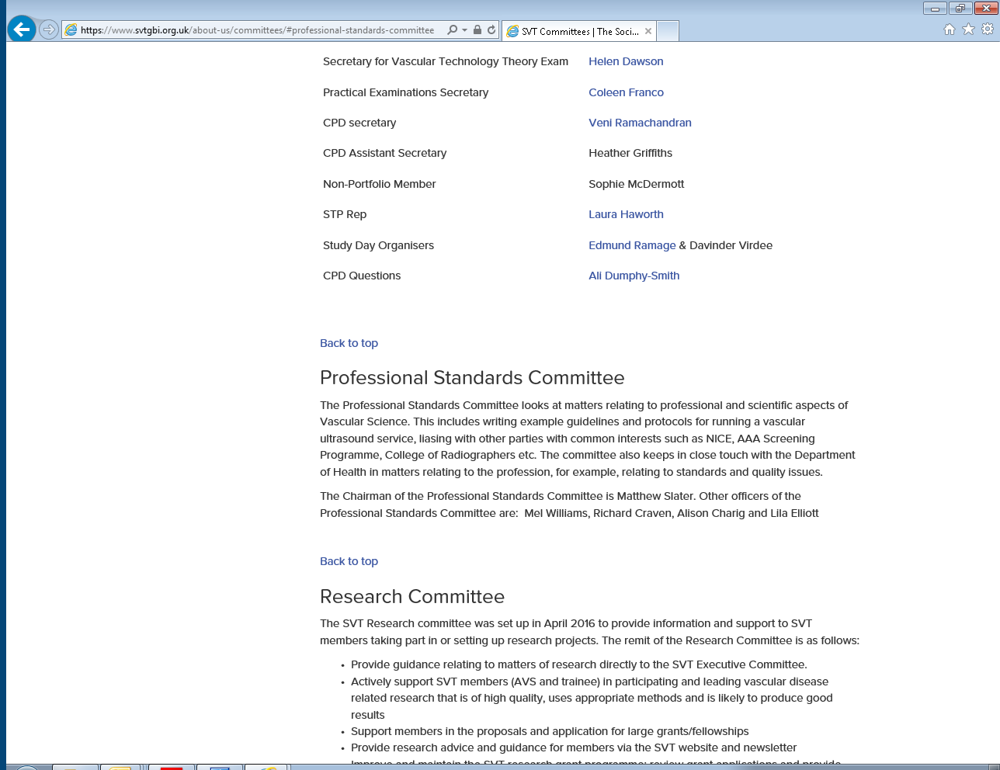 https://www.svtgbi.org.uk/about-us/committees/#professional-standards-committee
SVT Committees | The Soci...
Secretary for Vascular Technology Theory Exam Helen Dawson
Practical Examinations Secretary Coleen Franco
CPD secretary Veni Ramachandran
CPD Assistant Secretary Heather Griffiths
Non-Portfolio Member Sophie McDermott
STP Rep Laura Haworth
Study Day Organisers Edmund Ramage & Davinder Virdee
CPD Questions Ali Dumphy-Smith
Back to top
Professional Standards Committee
The Professional Standards Committee looks at matters relating to professional and scientific aspects of
Vascular Science. This includes writing example guidelines and protocols for running a vascular
ultrasound service, liasing with other parties with common interests such as NICE, AAA Screening
Programme, College of Radiographers etc. The committee also keeps in close touch with the Department
of Health in matters relating to the profession, for example, relating to standards and quality issues.
The Chairman of the Professional Standards Committee is Matthew Slater. Other officers of the
Professional Standards Committee are:  Mel Williams, Richard Craven, Alison Charig and Lila Elliott
Back to top
Research Committee
The SVT Research committee was set up in April 2016 to provide information and support to SVT
members taking part in or setting up research projects. The remit of the Research Committee is as follows:
• Provide guidance relating to matters of research directly to the SVT Executive Committee.
• Actively support SVT members (AVS and trainee) in participating and leading vascular disease
related research that is of high quality, uses appropriate methods and is likely to produce good
results
• Support members in the proposals and application for large grants/fellowships
• Provide research advice and guidance for members via the SVT website and newsletter
Improve and maintain the SVT research grant programme: review grant applications and provide